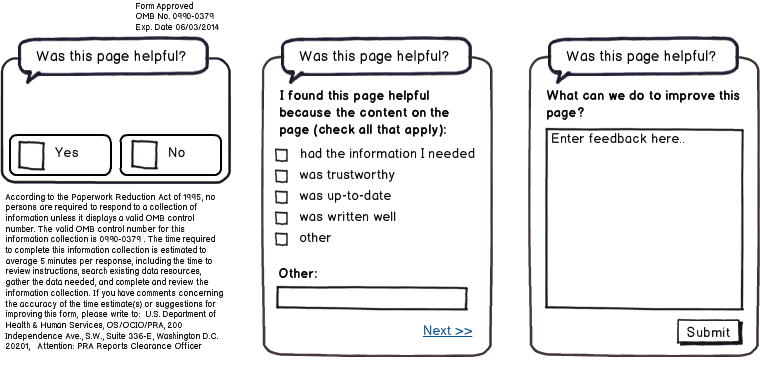 Form Approved
OMB No. 0990-0379
Exp. Date 06/03/2014
Was this page helpful?
Yes
No
According to the Paperwork Reduction Act of 1995, no
persons are required to respond to a collection of
information unless it displays a valid OMB control
number. The valid OMB control number for this
information collection is 0990-0379 . The time required
to complete this information collection is estimated to
average 5 minutes per response, including the time to
review instructions, search existing data resources,
gather the data needed, and complete and review the
information collection. If you have comments concerning
the accuracy of the time estimate(s) or suggestions for
improving this form, please write to: U.S. Department of
Health & Human Services, OS/OCIO/PRA, 200
Independence Ave., S.W., Suite 336-E, Washington D.C.
20201, Attention: PRA Reports Clearance Officer
Was this page helpful?
I found this page helpful
because the content on the
page (check all that apply):
had the information I needed
was trustworthy
was up-to-date
was written well
other
Other:
Next >>
Was this page helpful?
What can we do to improve this
page?
Enter feedback here..
Submit